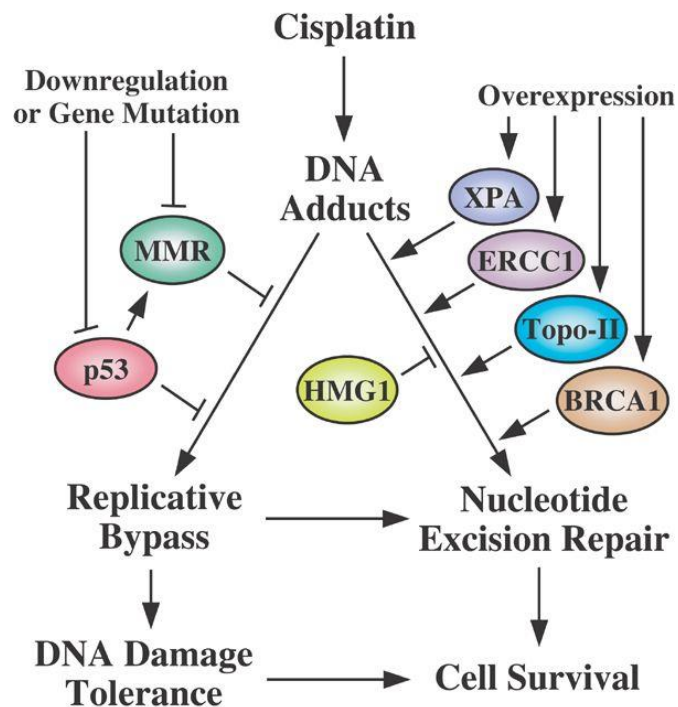 Cisplatin
Downregulation
or Gene Mutation
Overexpression
DNA
Adducts
XPA
MMR
ERCC1
Topo-II
p53
HMG1
BRCA1
Replicative
Bypass
Nucleotide
Excision Repair
DNA Damage
Tolerance
Cell Survival